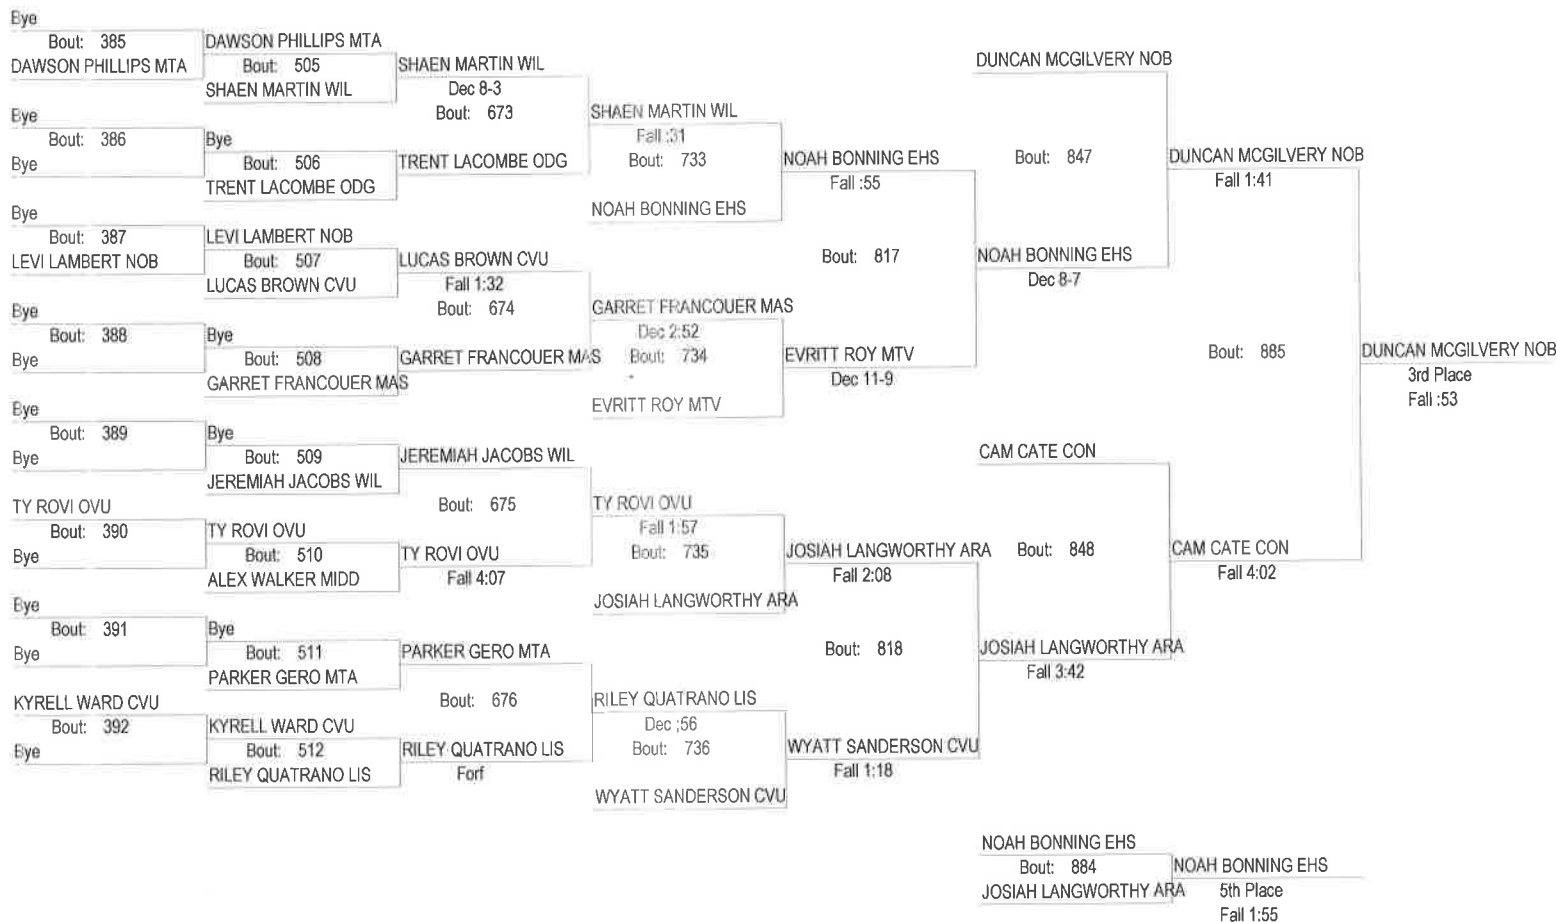 Bye
Bout: 385
DAWSON PHILLIPS MTA
Bye
Bout: 386
Bye
Bye
Bout: 387
LEVI LAMBERT NOB
Bye
Bout: 388
Bye
Bye
Bout: 389
Bye
TY ROVI OVU
Bout: 390
Bye
Bye
Bout: 391
Bye
KYRELL WARD CVU
Bout: 392
Bye
DAWSON PHILLIPS MTA
Bout: 505
SHAEN MARTIN WIL
Bye
Bout: 506
TRENT LACOMBE ODG
LEVI LAMBERT NOB
Bout: 507
LUCAS BROWN CVU
Bye
Bout: 508
GARRET FRANCOUER MAS
Bye
Bout: 509
JEREMIAH JACOBS WIL
TY ROVI OVU
Bout: 510
ALEX WALKER MIDD
Bye
Bout: 511
PARKER GERO MTA
KYRELL WARD CVU
Bout: 512
RILEY QUATRANO LIS
SHAEN MARTIN WIL
Dec 8-3
Bout: 673
TRENT LACOMBE ODG
LUCAS BROWN CVU
Fall 1:32
Bout: 674
GARRET FRANCOUER MAS
JEREMIAH JACOBS WIL
Bout: 675
TY ROVI OVU
Fall 4:07
PARKER GERO MTA
Bout: 676
RILEY QUATRANO LIS
Forf
SHAEN MARTIN WIL
Fall :31
Bout: 733
NOAH BONNING EHS
GARRET FRANCOUER MAS
Dec 2:52
Bout: 734
EVRITT ROY MTV
TY ROVI OVU
Fall 1:57
Bout: 735
JOSIAH LANGWORTHY ARA
RILEY QUATRANO LIS
Dec ;56
Bout: 736
WYATT SANDERSON CVU
NOAH BONNING EHS
Fall :55
Bout: 817
EVRITT ROY MTV
Dec 11-9
JOSIAH LANGWORTHY ARA
Fall 2:08
Bout: 818
WYATT SANDERSON CVU
Fall 1:18
DUNCAN MCGILVERY NOB
Bout: 847
NOAH BONNING EHS
Dec 8-7
CAM CATE CON
Bout: 848
JOSIAH LANGWORTHY ARA
Fall 3:42
DUNCAN MCGILVERY NOB
Fall 1:41
Bout: 885
CAM CATE CON
Fall 4:02
DUNCAN MCGILVERY NOB
3rd Place
Fall :53
NOAH BONNING EHS
Bout: 884
JOSIAH LANGWORTHY ARA
NOAH BONNING EHS
5th Place
Fall 1:55